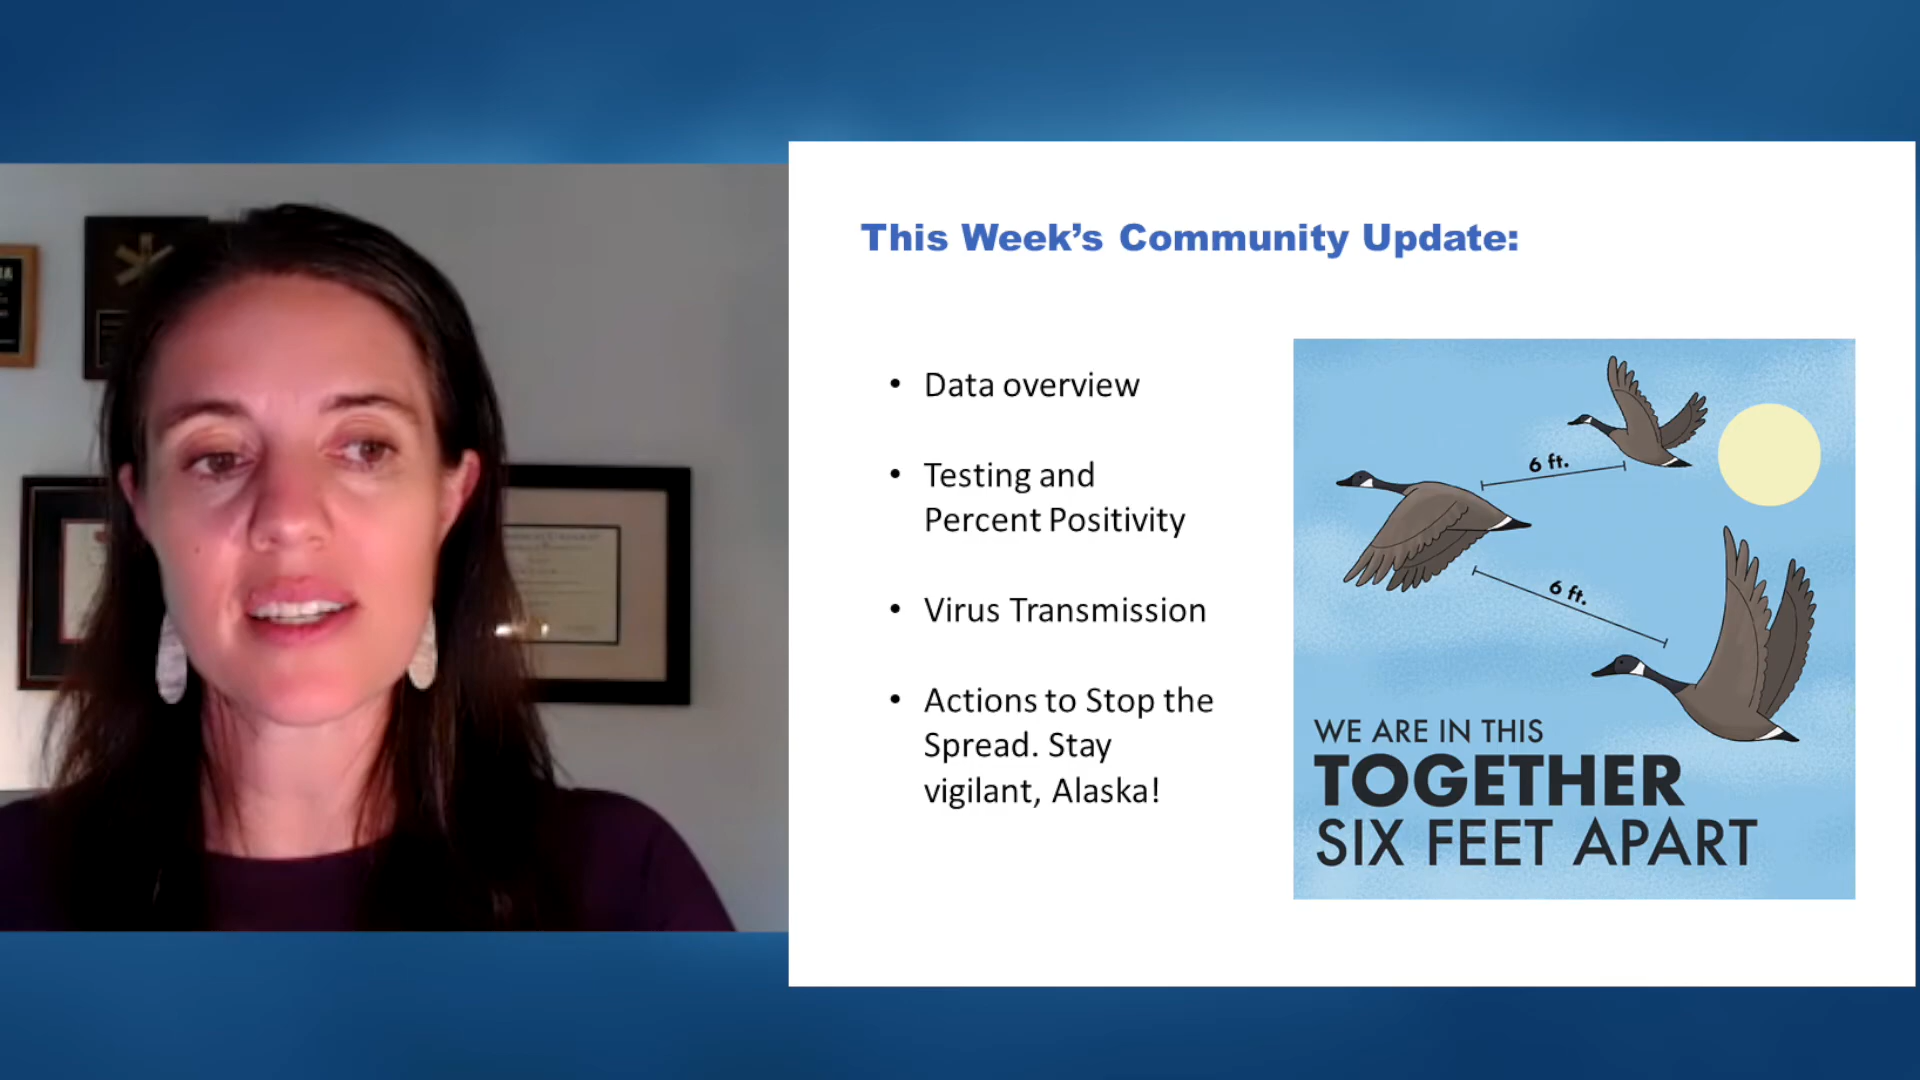 This Week's Community Update:
• Data overview
• Testing and
Percent Positivity
• Virus Transmission
• Actions to Stop the
Spread. Stay
vigilant, Alaska!
6 ft.
6 ft.
WE ARE IN THIS
TOGETHER
SIX FEET APART